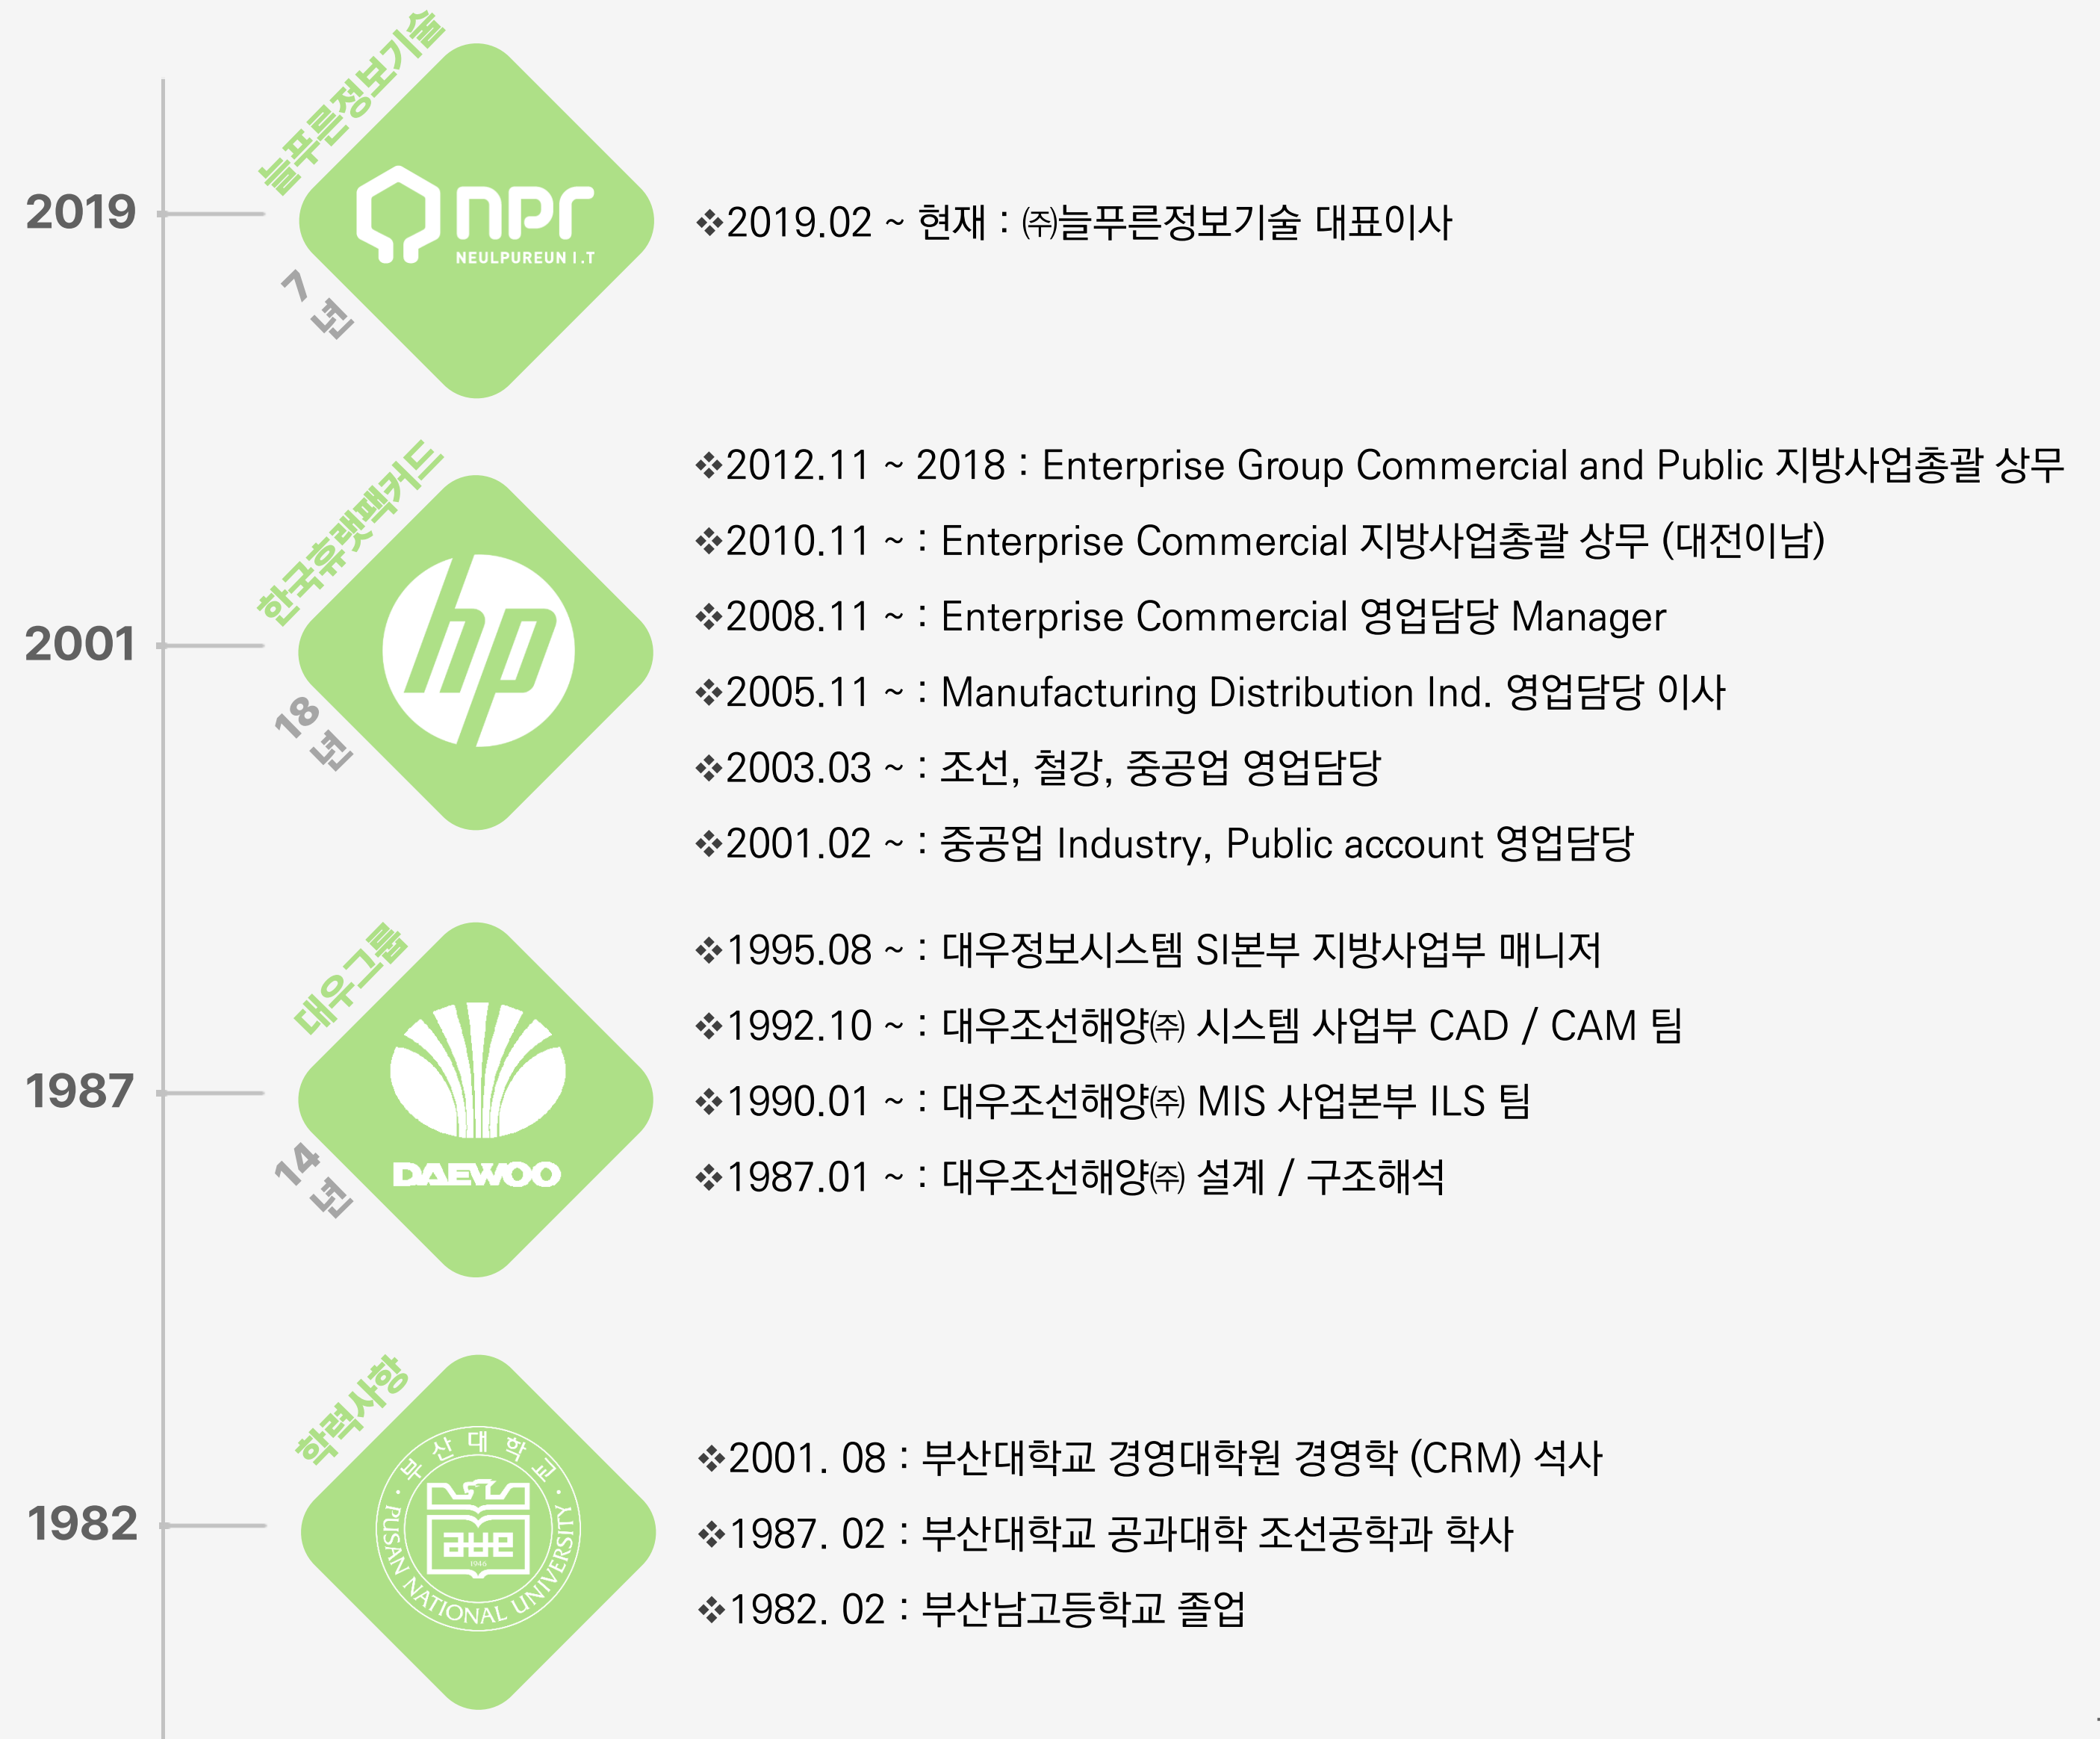 늘푸른정보기술
2019
npr
NEULPUREUN I.T
7년
❖2019.02 ~ 현재 : ㈜늘푸른정보기술 대표이사
한국휴랫팩커드
2001
hp
18년
❖2012.11 ~ 2018 : Enterprise Group Commercial and Public 지방사업총괄 상무
❖2010.11 ~ : Enterprise Commercial 지방사업총괄 상무 (대전이남)
❖2008.11 ~ : Enterprise Commercial 영업담당 Manager
❖2005.11 ~ : Manufacturing Distribution Ind. 영업담당 이사
❖2003.03 ~ : 조선, 철강, 중공업 영업담당
❖2001.02 ~ : 중공업 Industry, Public account 영업담당
대우그룹
1987
DAEWOO
14년
❖1995.08 ~ : 대우정보시스템 SI본부 지방사업부 매니저
❖1992.10 ~ : 대우조선해양㈜ 시스템 사업부 CAD / CAM 팀
❖1990.01 ~ : 대우조선해양㈜ MIS 사업본부 ILS 팀
❖1987.01 ~ : 대우조선해양㈜ 설계 / 구조해석
학력사항
1982
부산대학교
PUSAN NATIONAL UNIVERSITY
1946
❖2001. 08 : 부산대학교 경영대학원 경영학 (CRM) 석사
❖1987. 02 : 부산대학교 공과대학 조선공학과 학사
❖1982. 02 : 부산남고등학교 졸업